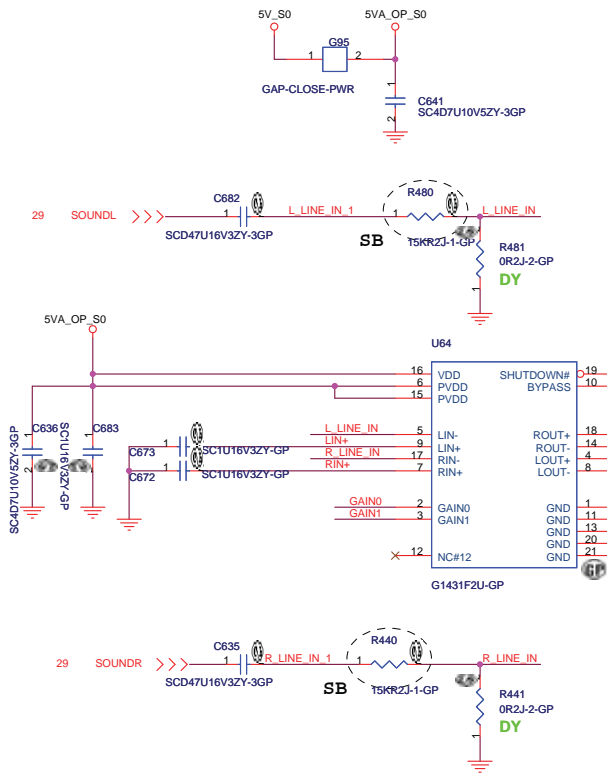 5V_S0 5VA_OP_S0
G95
1 2
GAP-CLOSE-PWR
1
C641
SC4D7U10V5ZY-3GP
2
C682
29 SOUNDL 1 L_LINE_IN_1
SCD47U16V3ZY-3GP
R480
1 L_LINE_IN
SB 15KR2J-1-GP
R481
0R2J-2-GP
DY
1
5VA_OP_S0
U64
16 VDD SHUTDOWN# 19
6 PVDD BYPASS 10
15 PVDD
L_LINE_IN 5 LIN- ROUT+ 18
LIN+ 9 LIN+ ROUT- 14
R_LINE_IN 17 RIN- LOUT+ 4
RIN+ 7 RIN+ LOUT- 8
GAIN0 2 GAIN0 GND 1
GAIN1 3 GAIN1 GND 11
GND 13
GND 20
12 NC#12 GND 21
GP
G1431F2U-GP
C636
1
2
SC4D7U10V5ZY-3GP
C683
1
2
SC1U16V3ZY-GP
C673 1 SC1U16V3ZY-GP
C672 1 SC1U16V3ZY-GP
C635
29 SOUNDR 1 R_LINE_IN_1
SCD47U16V3ZY-3GP
R440
1 R_LINE_IN
SB 15KR2J-1-GP
R441
0R2J-2-GP
DY
1